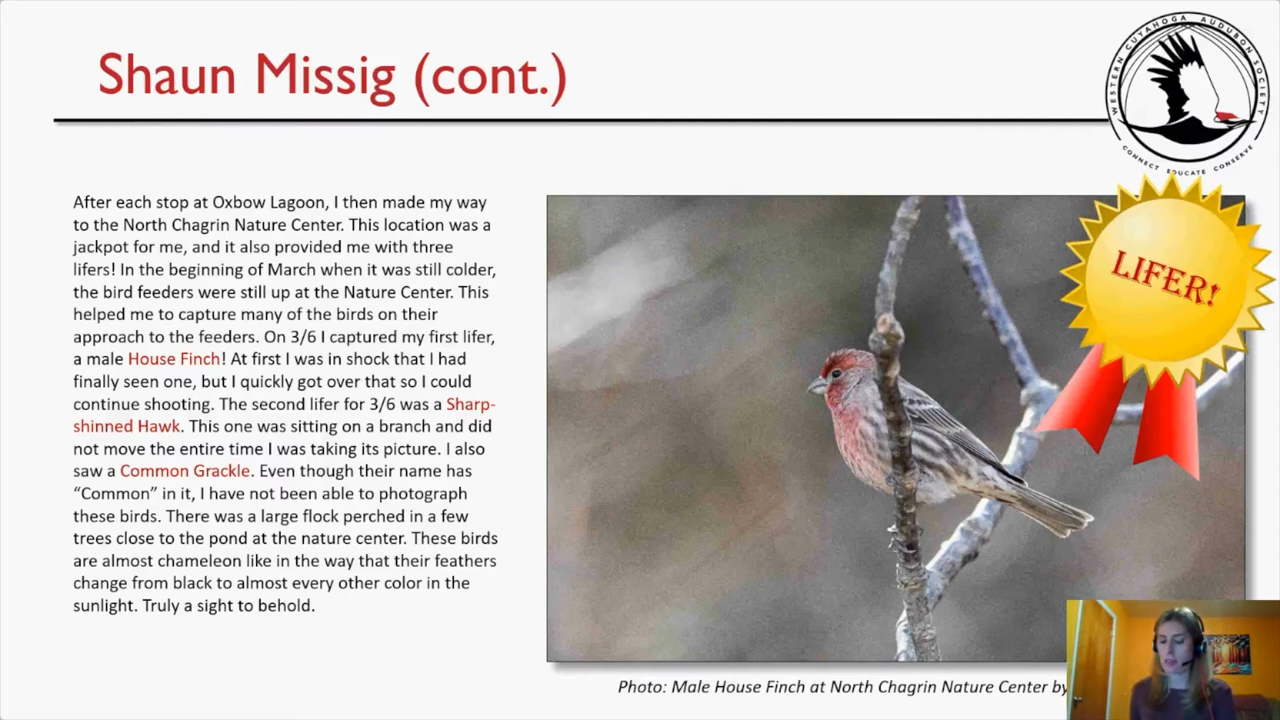 Shaun Missig (cont.)
WESTERN CUYAHOGA AUDUBON SOCIETY
CONNECT EDUCATE CONSERVE
After each stop at Oxbow Lagoon, I then made my way
to the North Chagrin Nature Center. This location was a
jackpot for me, and it also provided me with three
lifers! In the beginning of March when it was still colder,
the bird feeders were still up at the Nature Center. This
helped me to capture many of the birds on their
approach to the feeders. On 3/6 I captured my first lifer,
a male House Finch! At first I was in shock that I had
finally seen one, but I quickly got over that so I could
continue shooting. The second lifer for 3/6 was a Sharp-
shinned Hawk. This one was sitting on a branch and did
not move the entire time I was taking its picture. I also
saw a Common Grackle. Even though their name has
“Common” in it, I have not been able to photograph
these birds. There was a large flock perched in a few
trees close to the pond at the nature center. These birds
are almost chameleon like in the way that their feathers
change from black to almost every other color in the
sunlight. Truly a sight to behold.
LIFER!
Photo: Male House Finch at North Chagrin Nature Center by